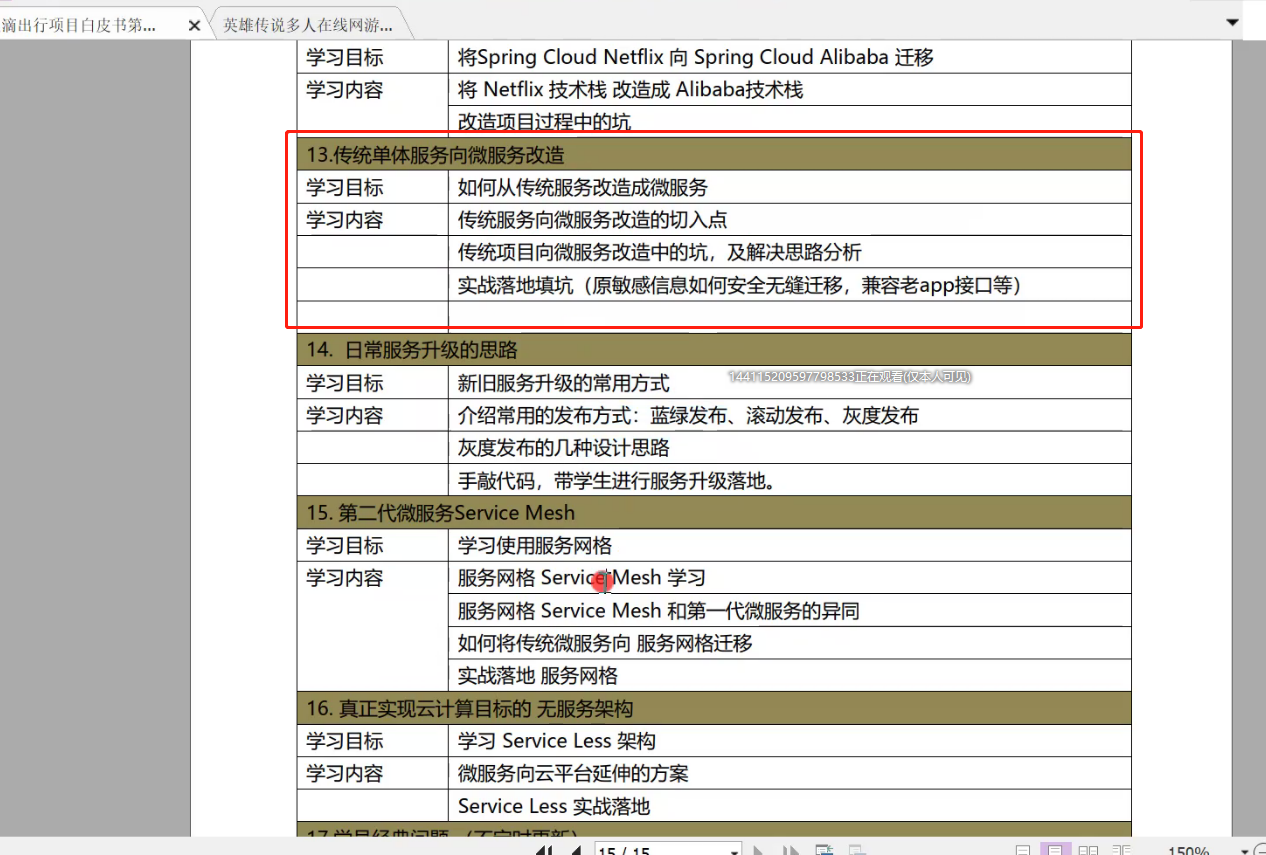 滴出行项目白皮书第...
英雄传说多人在线网游...
学习目标 将Spring Cloud Netflix 向 Spring Cloud Alibaba 迁移
学习内容 将 Netflix 技术栈 改造成 Alibaba技术栈
改造项目过程中的坑
13.传统单体服务向微服务改造
学习目标 如何从传统服务改造成微服务
学习内容 传统服务向微服务改造的切入点
传统项目向微服务改造中的坑，及解决思路分析
实战落地填坑（原敏感信息如何安全无缝迁移，兼容老app接口等）
14. 日常服务升级的思路
学习目标 新旧服务升级的常用方式
144115209597798533正在观看(仅本人可见)
学习内容 介绍常用的发布方式：蓝绿发布、滚动发布、灰度发布
灰度发布的几种设计思路
手敲代码，带学生进行服务升级落地。
15. 第二代微服务Service Mesh
学习目标 学习使用服务网格
学习内容 服务网格 Service Mesh 学习
服务网格 Service Mesh 和第一代微服务的异同
如何将传统微服务向 服务网格迁移
实战落地 服务网格
16. 真正实现云计算目标的 无服务架构
学习目标 学习 Service Less 架构
学习内容 微服务向云平台延伸的方案
Service Less 实战落地
17.学员经典问题 （不定时更新）
15 / 15
150%